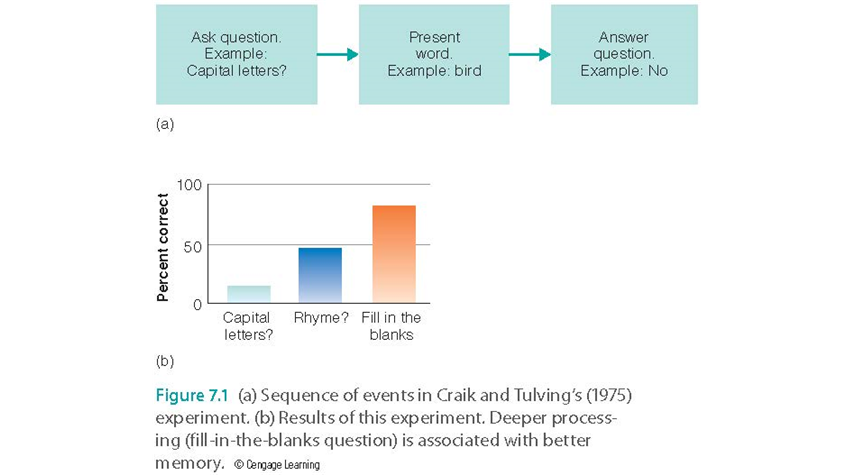 Ask question.
Example:
Capital letters?
Present
word.
Example: bird
Answer
question.
Example: No
(a)
Percent correct
100
50
0
Capital
letters?
Rhyme?
Fill in the
blanks
(b)
Figure 7.1 (a) Sequence of events in Craik and Tulving's (1975)
experiment. (b) Results of this experiment. Deeper process-
ing (fill-in-the-blanks question) is associated with better
memory. © Cengage Learning